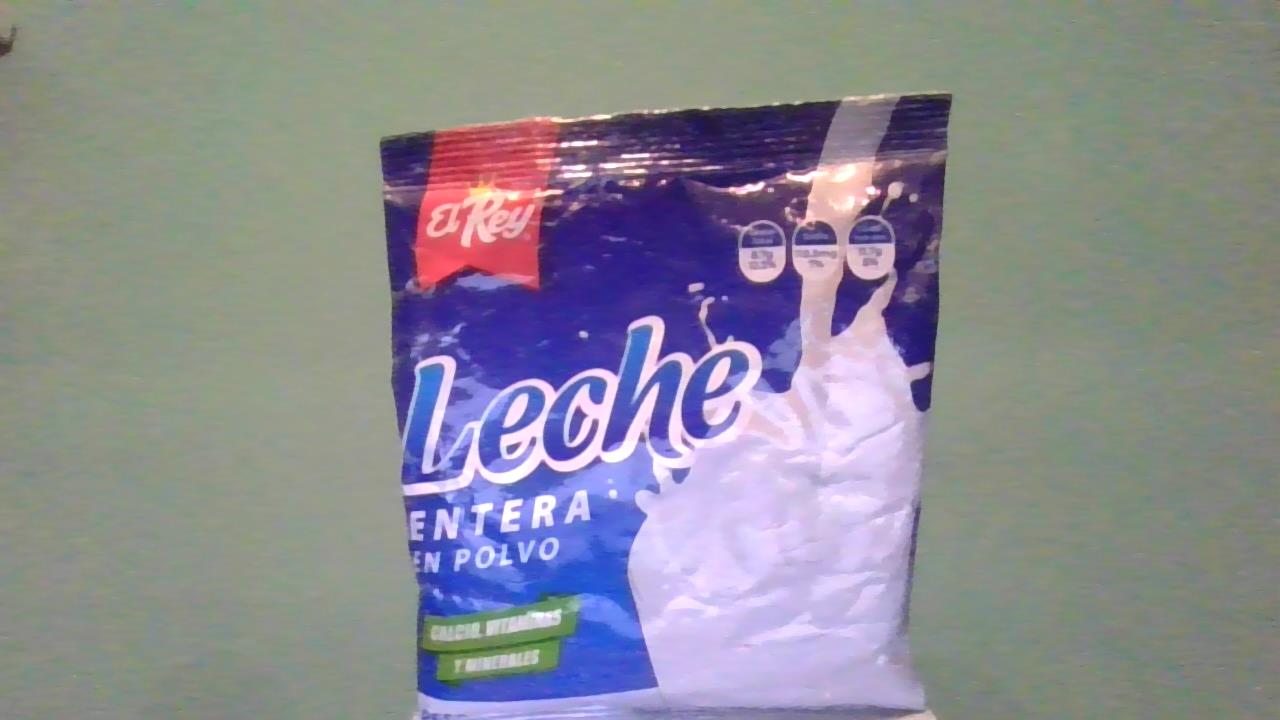 El Rey
Leche
ENTERA
EN POLVO
CALCIO, VITAMINAS
Y MINERALES